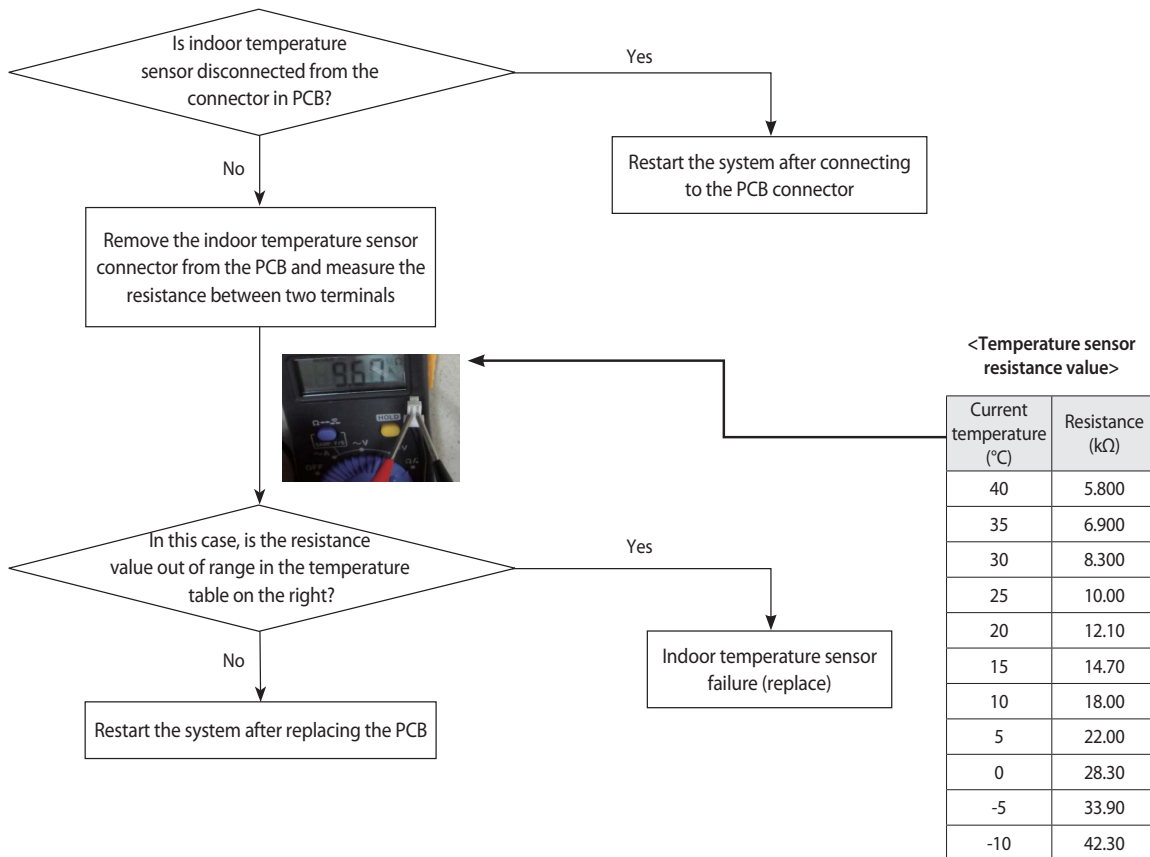 Is indoor temperature
sensor disconnected from the
connector in PCB?
Yes
Restart the system after connecting
to the PCB connector
No
Remove the indoor temperature sensor
connector from the PCB and measure the
resistance between two terminals
9.67
HOLD
<Temperature sensor
resistance value>
Current
temperature
(°C)
Resistance
(kΩ)
40 5.800
35 6.900
30 8.300
25 10.00
20 12.10
15 14.70
10 18.00
5 22.00
0 28.30
-5 33.90
-10 42.30
In this case, is the resistance
value out of range in the temperature
table on the right?
Yes
Indoor temperature sensor
failure (replace)
No
Restart the system after replacing the PCB